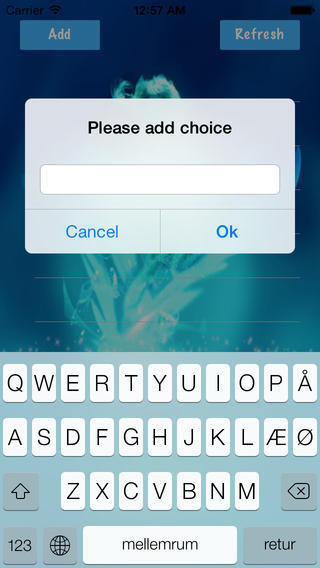 Carrier 12:57 AM
Add Refresh
Please add choice
Cancel Ok
Q W E R T Y U I O P Å
A S D F G H J K L Æ Ø
Z X C V B N M
123 mellemrum retur